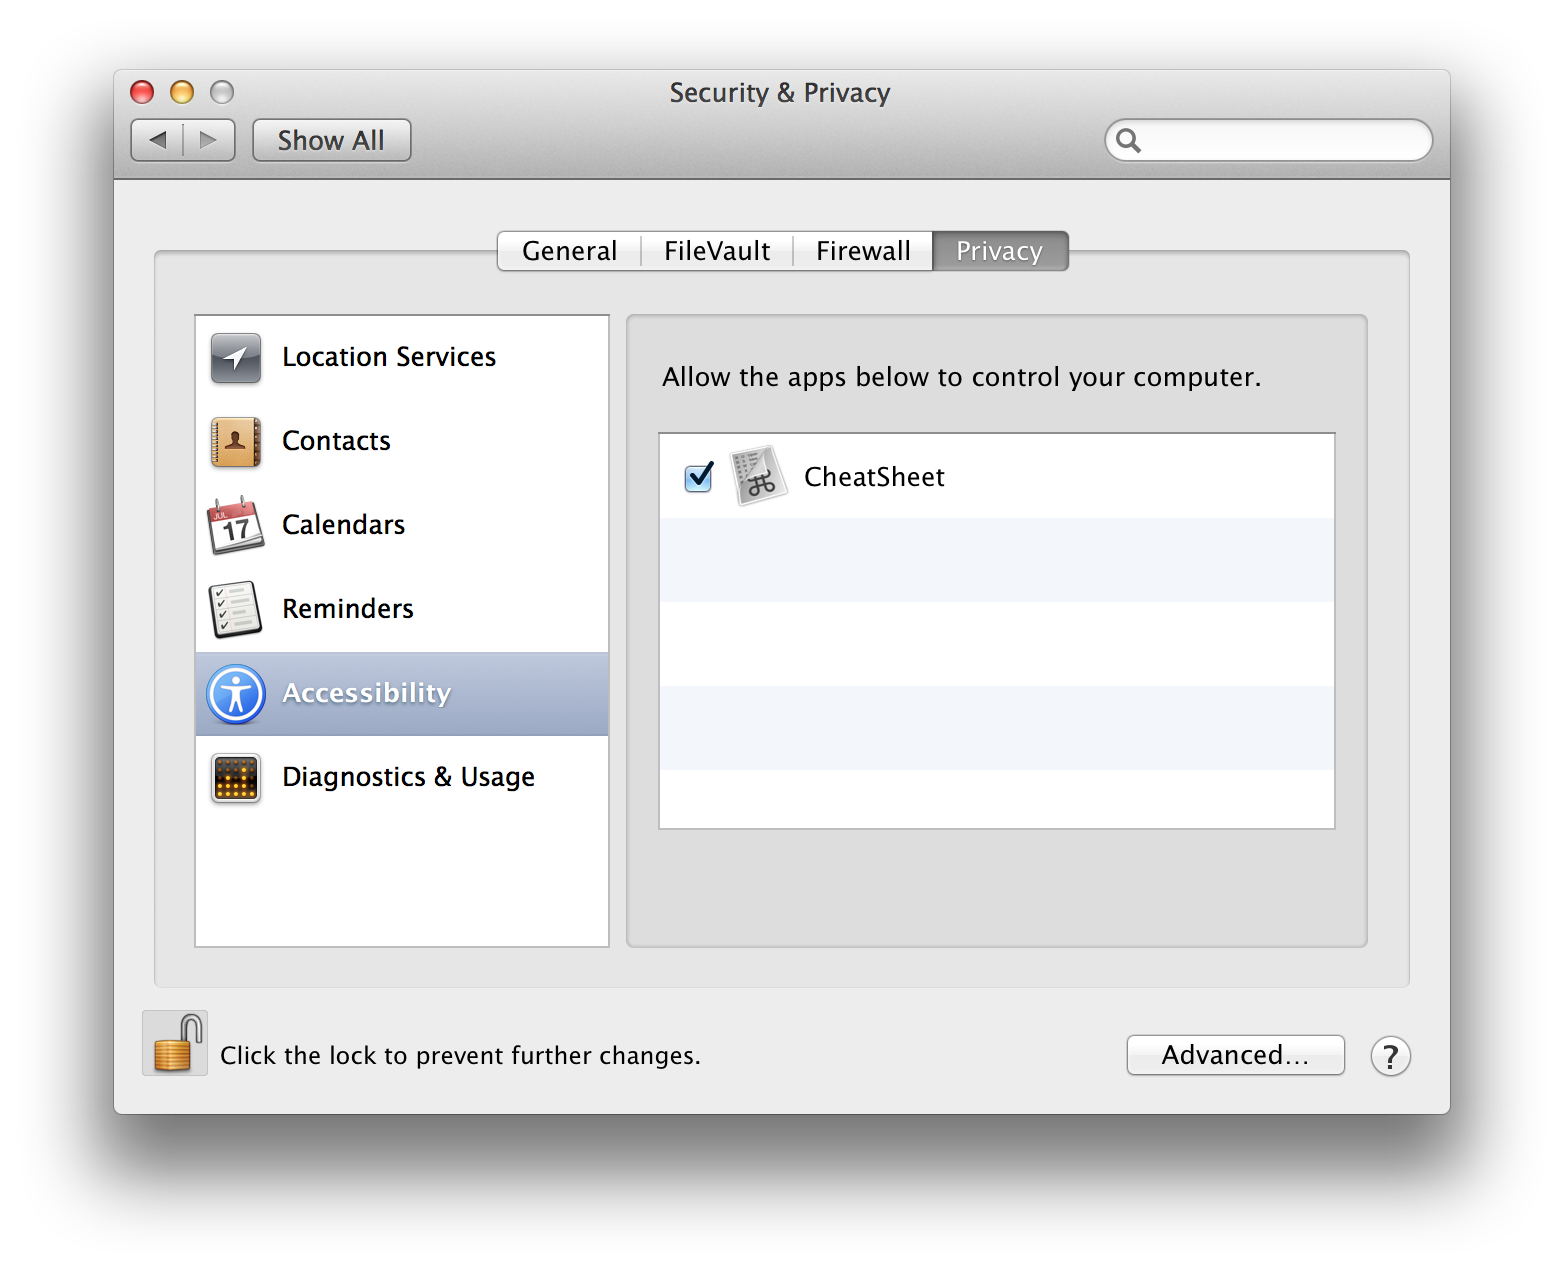 Security & Privacy
Show All
General
FileVault
Firewall
Privacy
Location Services
Contacts
JUL
17
Calendars
Reminders
Accessibility
Diagnostics & Usage
Allow the apps below to control your computer.
CheatSheet
Click the lock to prevent further changes.
Advanced...
?